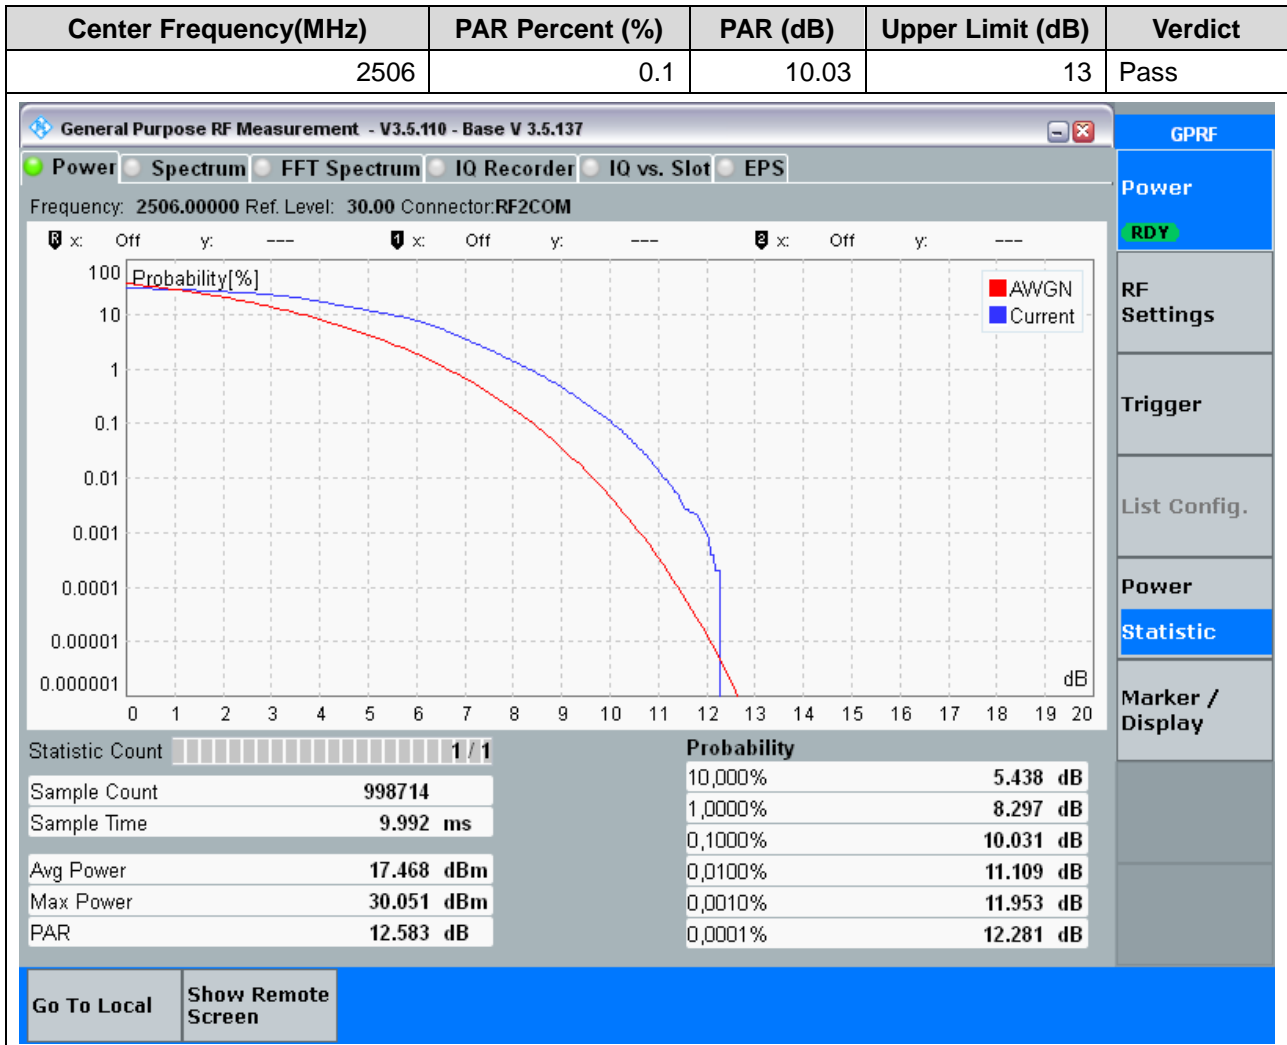 Center Frequency(MHz) PAR Percent (%) PAR (dB) Upper Limit (dB) Verdict
2506 0.1 10.03 13 Pass
General Purpose RF Measurement - V3.5.110 - Base V 3.5.137
GPRF
Power Spectrum FFT Spectrum IQ Recorder IQ vs. Slot EPS
Power
RDY
Frequency: 2506.00000 Ref. Level: 30.00 Connector:RF2COM
R x: Off y: --- 1 x: Off y: --- 2 x: Off y: ---
Probability[%]
AWGN
Current
100
10
1
0.1
0.01
0.001
0.0001
0.00001
0.000001
dB
0 1 2 3 4 5 6 7 8 9 10 11 12 13 14 15 16 17 18 19 20
RF
Settings
Trigger
List Config.
Power
Statistic
Marker /
Display
Statistic Count 1 / 1
Sample Count 998714
Sample Time 9.992 ms
Avg Power 17.468 dBm
Max Power 30.051 dBm
PAR 12.583 dB
Probability
10,000% 5.438 dB
1,0000% 8.297 dB
0,1000% 10.031 dB
0,0100% 11.109 dB
0,0010% 11.953 dB
0,0001% 12.281 dB
Go To Local
Show Remote
Screen